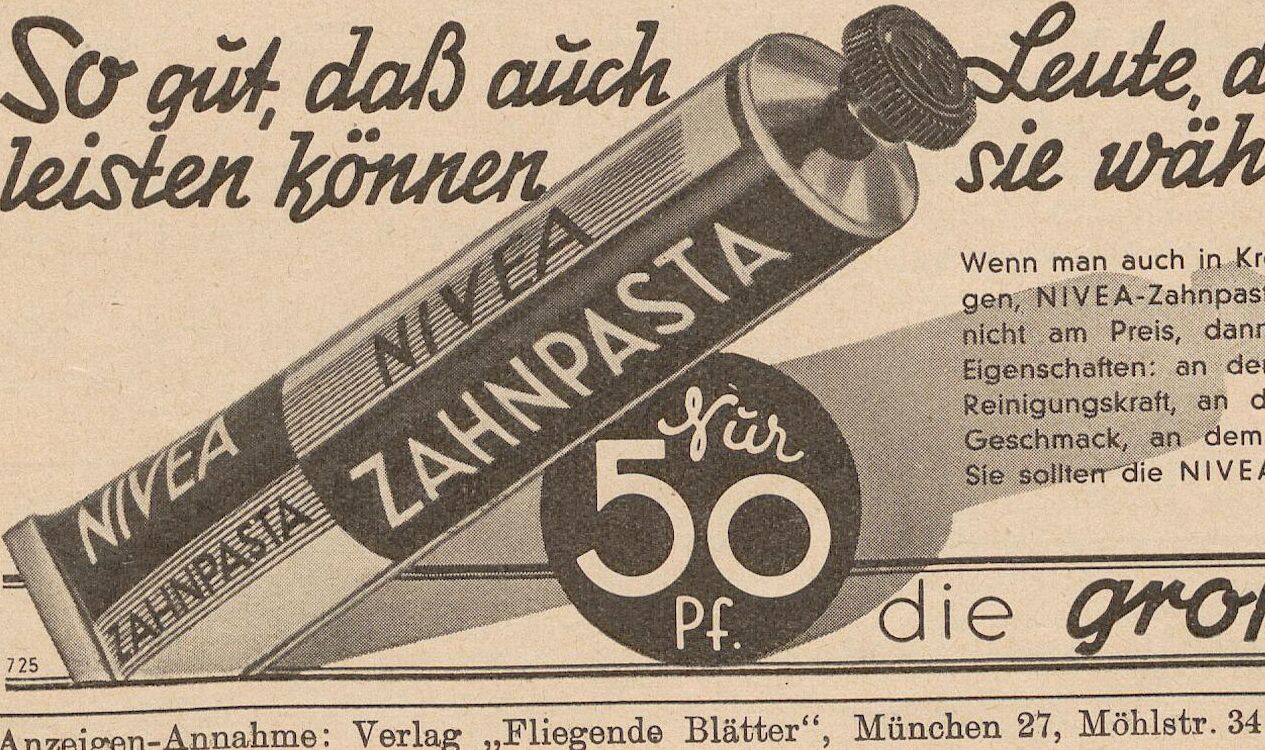 So gut, daß auch
leisten können
Leute, d
sie wäh
NIVEA
ZAHNPASTA
NIVEA
ZAHNPASTA
Nur
50
Pf.
Wenn man auch in Kr
gen, NIVEA-Zahnpast
nicht am Preis, dann
Eigenschaften: an de
Reinigungskraft, an d
Geschmack, an dem
Sie sollten die NIVEA
die gro
725
Anzeigen-Annahme: Verlag „Fliegende Blätter“, München 27, Möhlstr. 34